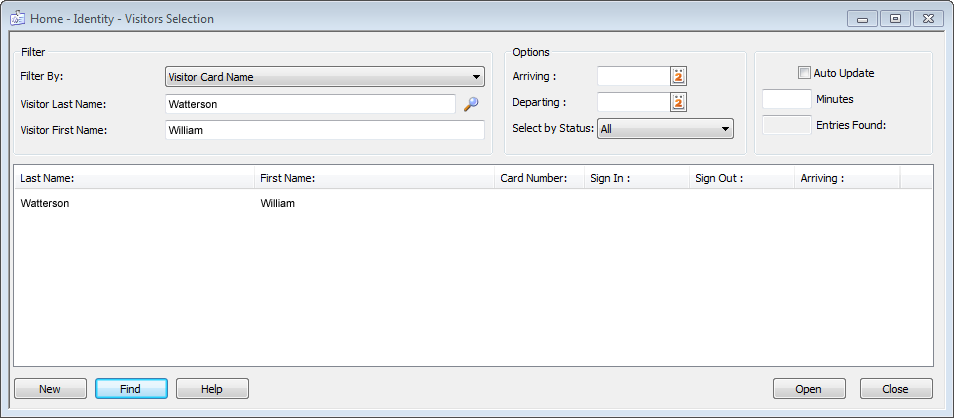 Home - Identity - Visitors Selection
Filter
Filter By: Visitor Card Name
Visitor Last Name: Watterson
Visitor First Name: William
Options
Arriving : 2
Departing : 2
Select by Status: All
Auto Update
Minutes
Entries Found:
Last Name: First Name: Card Number: Sign In : Sign Out : Arriving :
Watterson William
New Find Help Open Close